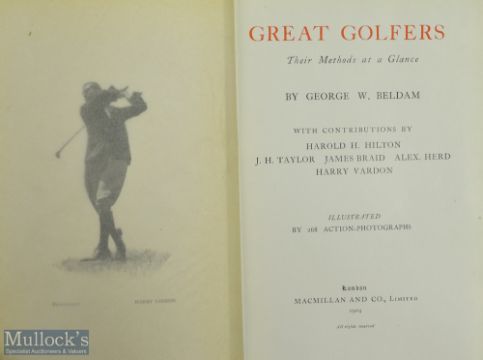 GREAT GOLFERS
Their Methods at a Glance
BY GEORGE W. BELDAM
WITH CONTRIBUTIONS BY
HAROLD H. HILTON
J. H. TAYLOR JAMES BRAID ALEX. HERD
HARRY VARDON
ILLUSTRATED
BY 268 ACTION-PHOTOGRAPHS
London
MACMILLAN AND CO., LIMITED
1904
All rights reserved
HARRY VARDON
Mullock's
Specialist Auctioneers & Valuers